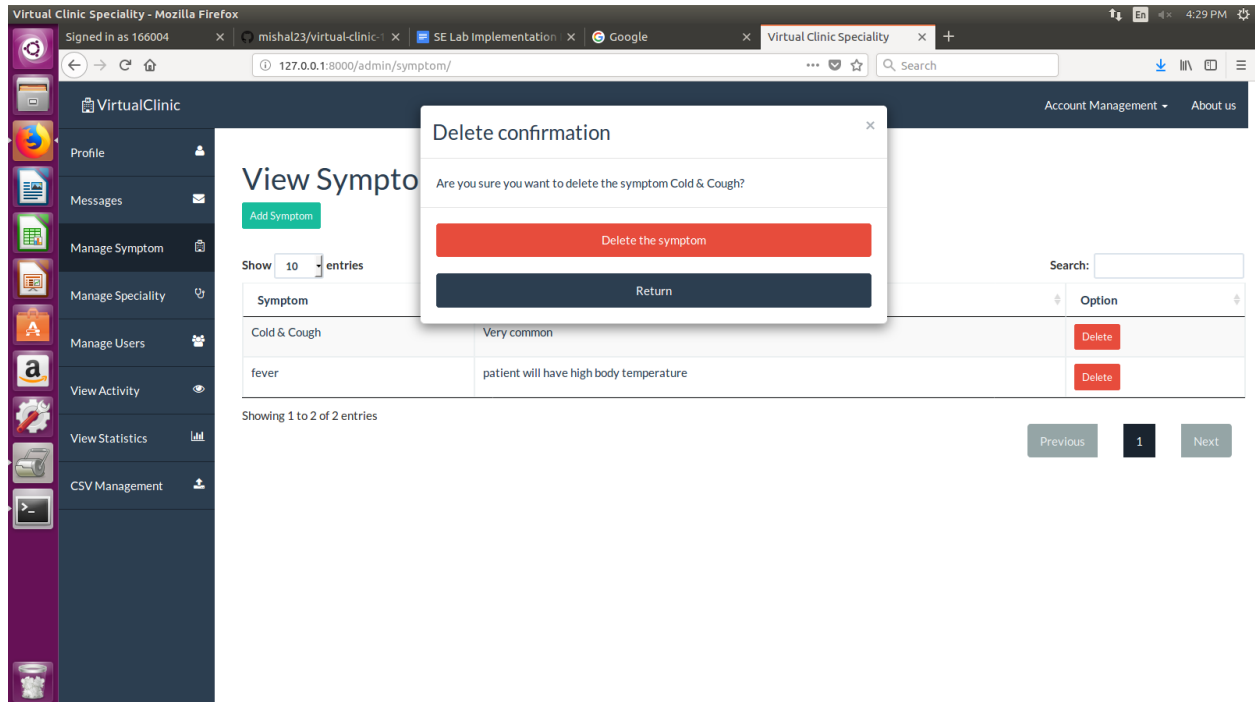 Virtual Clinic Speciality - Mozilla Firefox
En
4:29 PM
Signed in as 166004
mishal23/virtual-clinic-1
SE Lab Implementation
Google
Virtual Clinic Speciality
127.0.0.1:8000/admin/symptom/
Search
VirtualClinic
Account Management
About us
Profile
Messages
Manage Symptom
Manage Speciality
Manage Users
View Activity
View Statistics
CSV Management
View Sympto
Add Symptom
Delete confirmation
×
Are you sure you want to delete the symptom Cold & Cough?
Delete the symptom
Return
Show 10 entries
Search:
Symptom
Option
Cold & Cough
Very common
Delete
fever
patient will have high body temperature
Delete
Showing 1 to 2 of 2 entries
Previous
1
Next